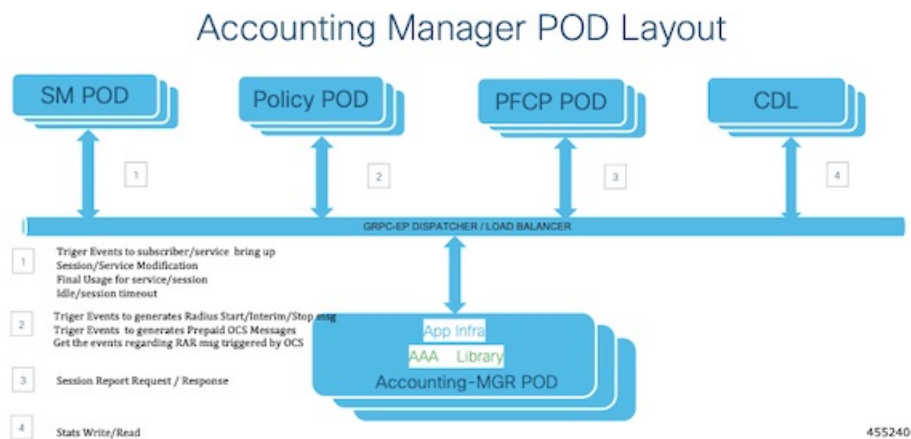 Accounting Manager POD Layout
SM POD
Policy POD
PFCP POD
CDL
1
2
3
4
GRPC-EP DISPATCHER / LOAD BALANCER
1
Triger Events to subscriber/service bring up
Session/Service Modification
Final Usage for service/session
Idle/session timeout
2
Triger Events to generates Radius Start/Interim/Stop msg
Triger Events to generates Prepaid OCS Messages
Get the events regarding RAR msg triggered by OCS
App Infra
AAA Library
Accounting-MGR POD
3
Session Report Request / Response
4
Stats Write/Read
455240